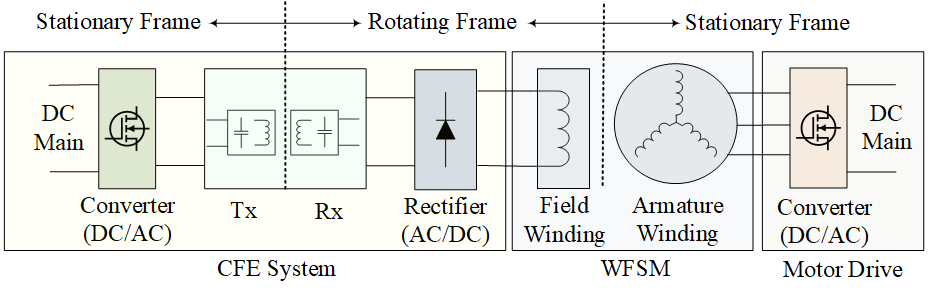 Stationary Frame
Rotating Frame
Stationary Frame
DC
Main
DC
Main
Converter
(DC/AC)
Tx
Rx
Rectifier
(AC/DC)
Field
Winding
Armature
Winding
Converter
(DC/AC)
CFE System
WFSM
Motor Drive